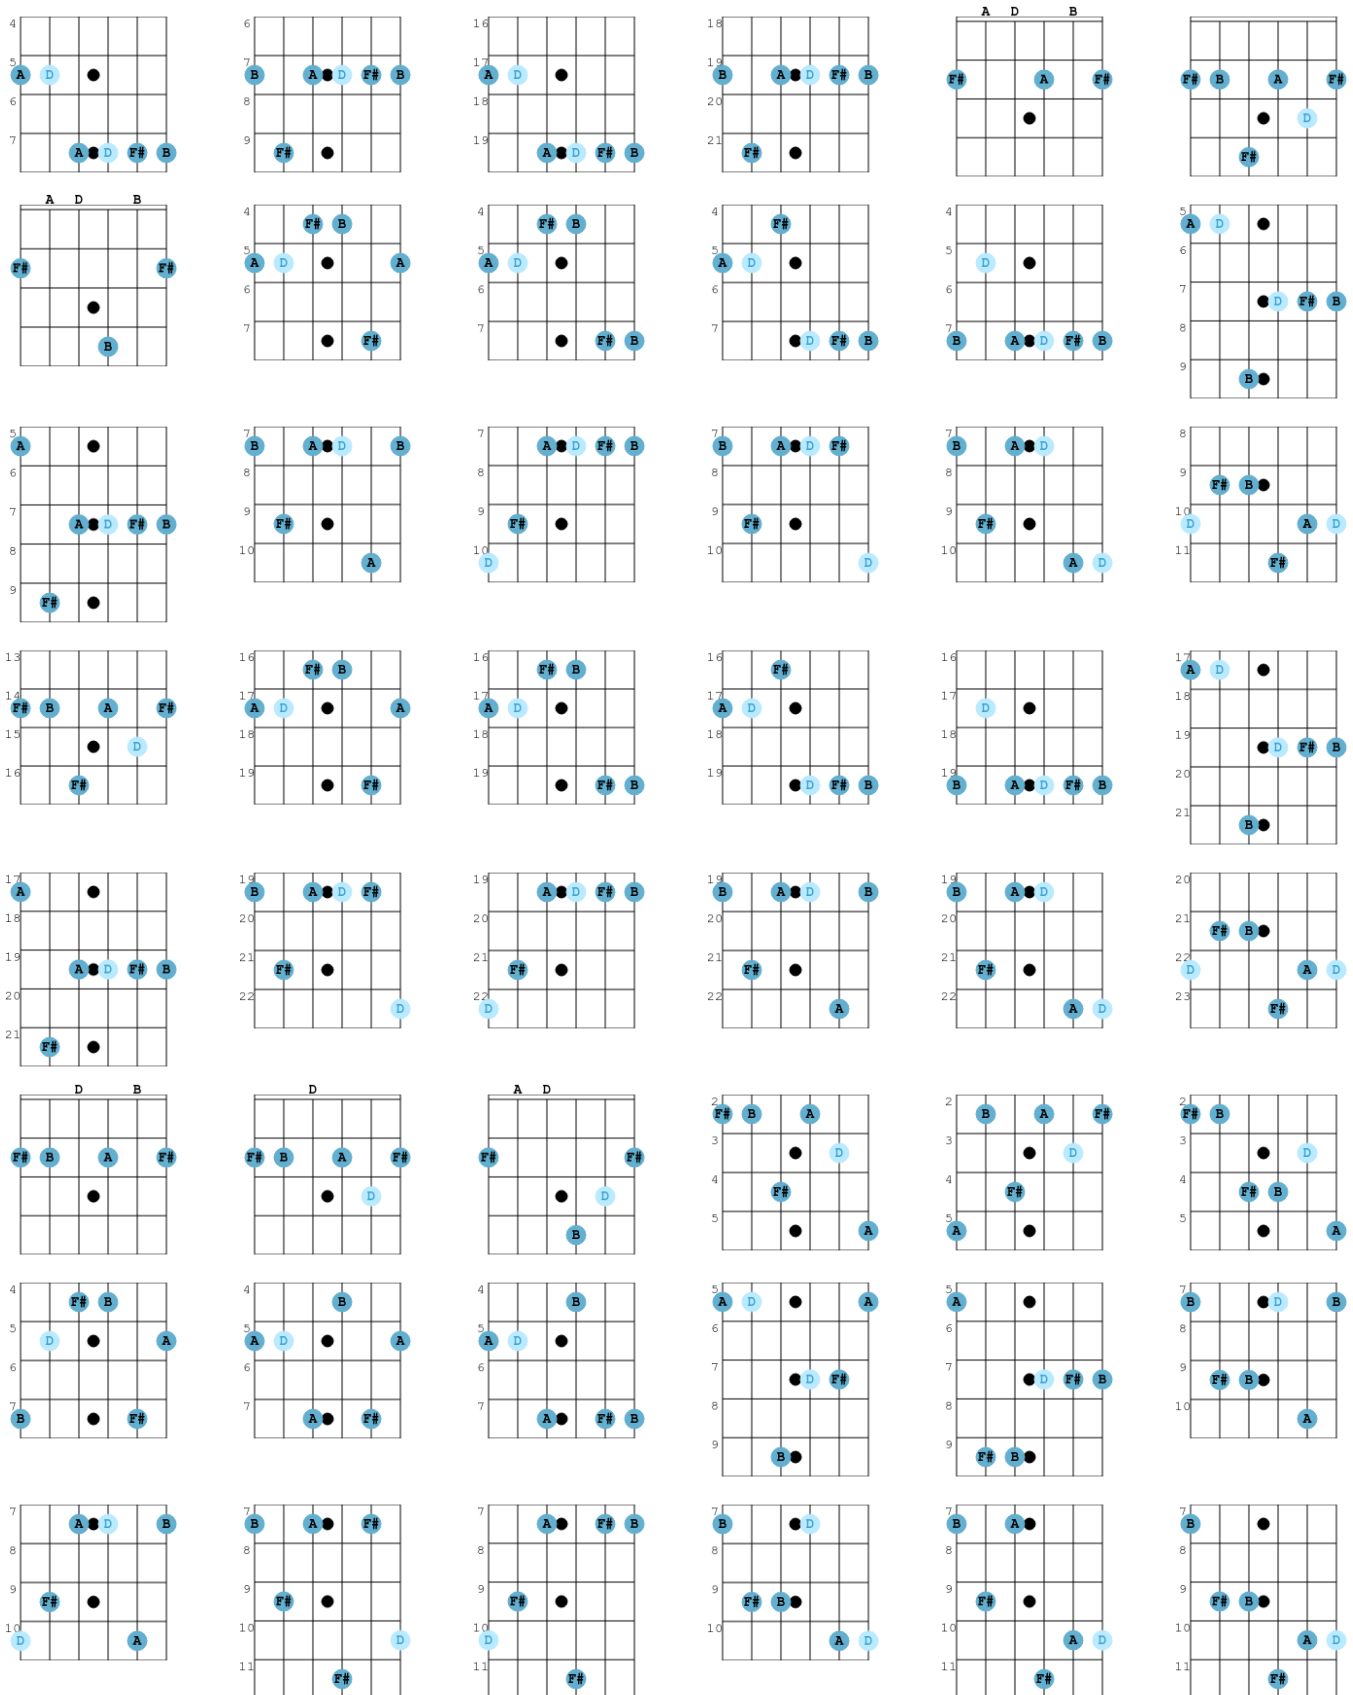 A D B
4 6 16 18
5 A D 7 B A D F# B A D 19 B A D F# B F# A F# F# B A F#
6 8 18 20 D
7 A D F# B 9 F# 19 A D F# B 21 F# F#
A D B
4 F# B 4 F# B 4 F# 4 5 A D
F# F# 5 A D A 5 A D 5 A D 5 D 6
6 6 6 6 7 D F# B
B 7 F# 7 F# B 7 D F# B 7 B A D F# B 8
9 B
5 A 7 B A D B 7 A D F# B 7 B A D F# 7 B A D 8
6 8 8 8 8 9 F# B
7 A D F# B 9 F# 9 F# 9 F# 9 F# 10 D A D
8 10 A 10 D 10 D 10 A D 11 F#
9 F#
13 16 F# B 16 F# B 16 F# 16 17 A D
14 F# B A F# 17 A D A 17 A D 17 A D 17 D 18
15 D 18 18 18 18 19 D F# B
16 F# 19 F# 19 F# B 19 D F# B 19 B A D F# B 20
21 B
17 A 19 B A D F# 19 A D F# B 19 B A D B 19 B A D 20
18 20 20 20 20 21 F# B
19 A D F# B 21 F# 21 F# 21 F# 21 F# 22 D A D
20 22 D 22 D 22 A 22 A D 23 F#
21 F#
D B D A D
2 F# B A 2 B A F# 2 F# B
F# B A F# F# B A F# F# F# 3 D 3 D 3 D
D D 4 F# 4 F# 4 F# B
B 5 A 5 A 5 A
4 F# B 4 B 4 B 5 A D A 5 A 7 B D B
5 D A 5 A D A 5 A D 6 6 8
6 6 6 7 D F# 7 D F# B 9 F# B
7 B F# 7 A F# 7 A F# B 8 8 10 A
9 B 9 F# B
7 A D B 7 B A F# 7 A F# B 7 B D 7 B A 7 B
8 8 8 8 8 8
9 F# 9 F# 9 F# 9 F# B 9 F# 9 F# B
10 D A 10 D 10 D 10 A D 10 A D 10 A D
11 F# 11 F# 11 F# 11 F#